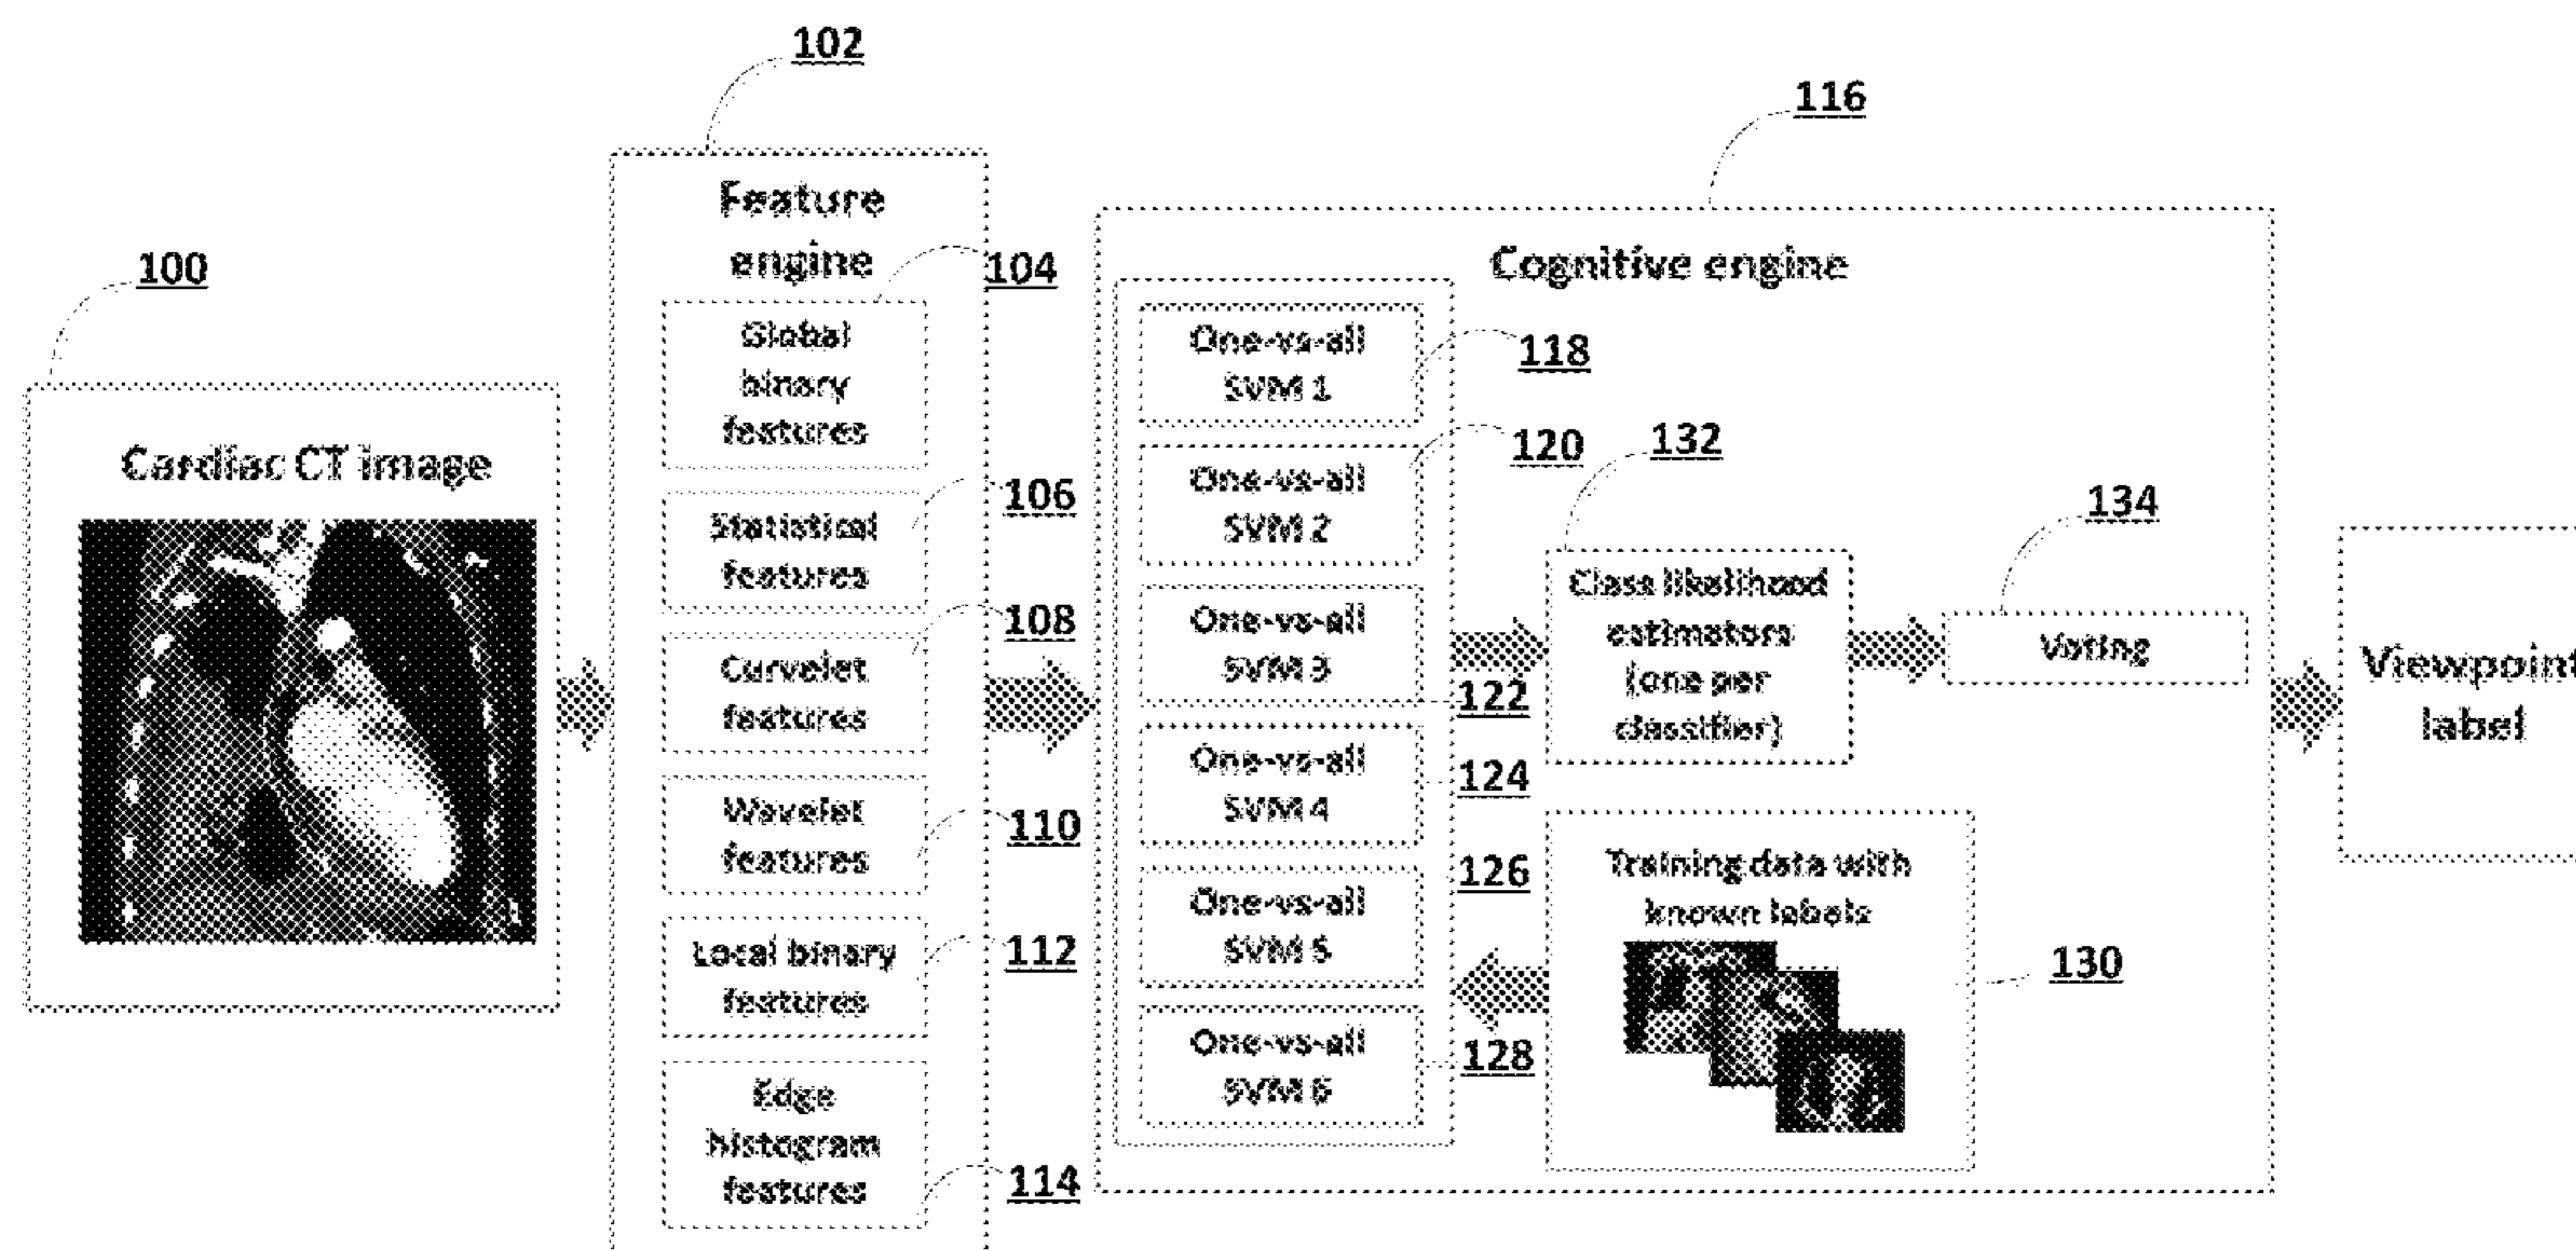 102
116
Feature
engine
104
100
Cognitive engine
Global
binary
features
One-vs-all
SVM 1
118
Cardiac CT image
One-vs-all
SVM 2
120
132
134
Statistical
features
106
Class likelihood
estimators
(one per
classifier)
Voting
Viewpoint
label
One-vs-all
SVM 3
122
Curvelet
features
108
One-vs-all
SVM 4
124
Wavelet
features
110
126
Training data with
known labels
130
One-vs-all
SVM 5
Local binary
features
112
One-vs-all
SVM 6
128
Edge
histogram
features
114